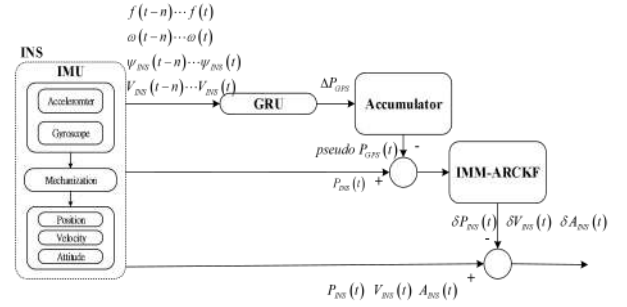 f(t−n)⋯f(t)
ω(t−n)⋯ω(t)
INS
ψ_INS(t−n)⋯ψ_INS(t)
IMU
V_INS(t−n)⋯V_INS(t)
ΔP_GPS
Acceleromter
GRU
Accumulator
Gyroscope
pseudo P_GPS(t)
-
Mechanization
P_INS(t)
+
IMM-ARCKF
Position
δP_INS(t) δV_INS(t) δA_INS(t)
Velocity
-
Attitude
+
P_INS(t) V_INS(t) A_INS(t)